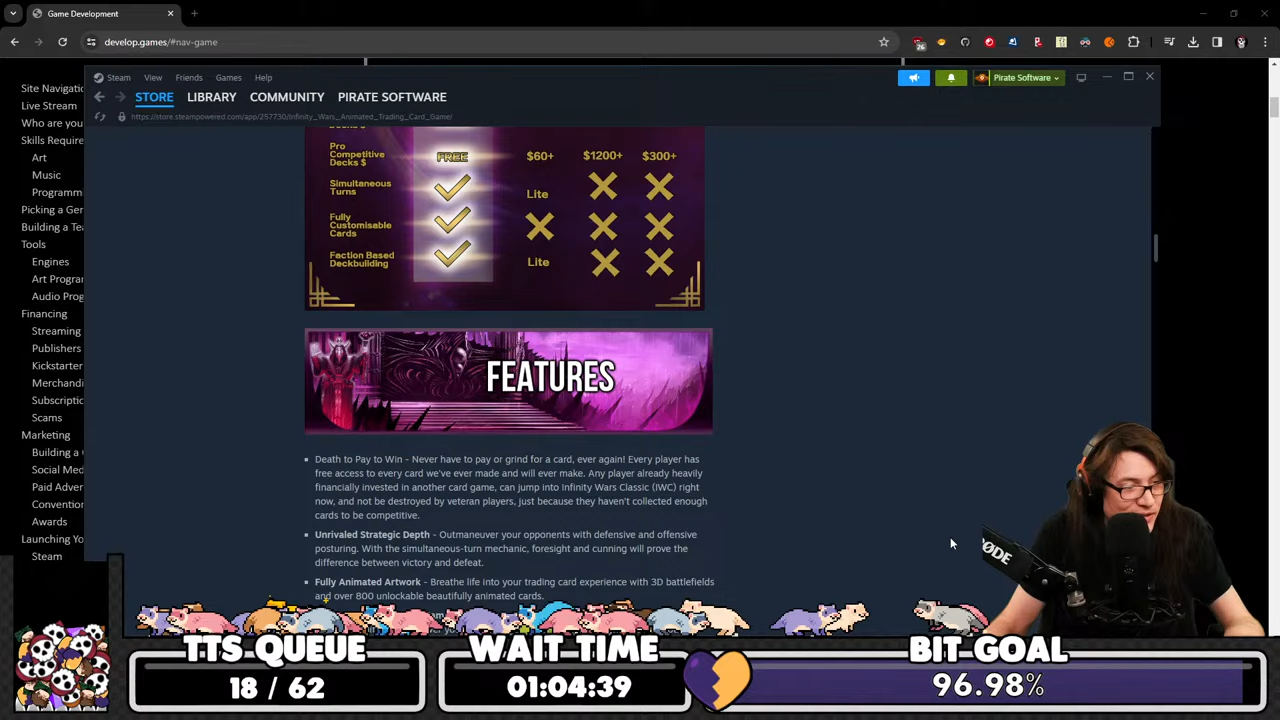 Game Development
develop.games/#nav-game
26
Steam View Friends Games Help
Pirate Software
STORE LIBRARY COMMUNITY PIRATE SOFTWARE
https://store.steampowered.com/app/257730/Infinity_Wars_Animated_Trading_Card_Game/
Site Navigati
Live Stream
Who are you
Skills Require
Art
Music
Programm
Picking a Ger
Building a Te
Tools
Engines
Art Program
Audio Prog
Financing
Streaming
Publishers
Kickstarter
Merchandi
Subscriptic
Scams
Marketing
Building a
Social Med
Paid Adver
Convention
Awards
Launching Yo
Steam
Decks $
Pro
Competitive
Decks $
FREE $60+ $1200+ $300+
Simultaneous
Turns
Lite
Fully
Customisable
Cards
Faction Based
Deckbuilding
Lite
FEATURES
Death to Pay to Win - Never have to pay or grind for a card, ever again! Every player has
free access to every card we've ever made and will ever make. Any player already heavily
financially invested in another card game, can jump into Infinity Wars Classic (IWC) right
now, and not be destroyed by veteran players, just because they haven't collected enough
cards to be competitive.
Unrivaled Strategic Depth - Outmaneuver your opponents with defensive and offensive
posturing. With the simultaneous-turn mechanic, foresight and cunning will prove the
difference between victory and defeat.
Fully Animated Artwork - Breathe life into your trading card experience with 3D battlefields
and over 800 unlockable beautifully animated cards.
RØDE
TTS QUEUE
18 / 62
WAIT TIME
01:04:39
BIT GOAL
96.98%